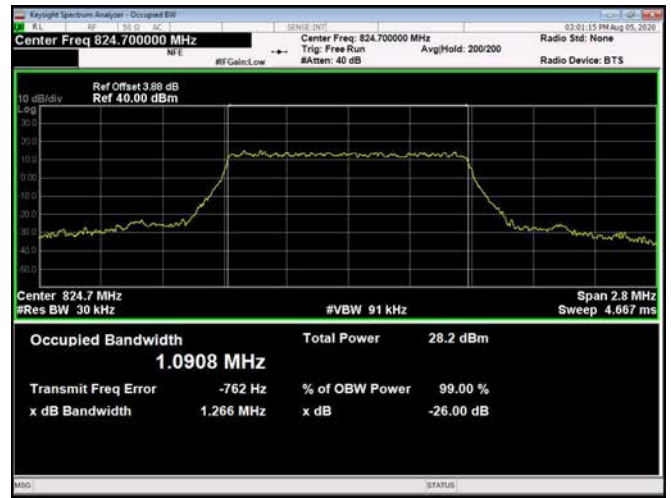 Keysight Spectrum Analyzer - Occupied BW
RL RF 50 Ω AC SENSE:INT 03:01:15 PM Aug 05, 2020
Center Freq 824.700000 MHz Center Freq: 824.700000 MHz Radio Std: None
NFE Trig: Free Run Avg|Hold: 200/200
#IFGain:Low #Atten: 40 dB Radio Device: BTS
Ref Offset 3.88 dB
10 dB/div Ref 40.00 dBm
Log
30.0
20.0
10.0
0.00
-10.0
-20.0
-30.0
-40.0
-50.0
Center 824.7 MHz Span 2.8 MHz
#Res BW 30 kHz #VBW 91 kHz Sweep 4.667 ms
Occupied Bandwidth Total Power 28.2 dBm
1.0908 MHz
Transmit Freq Error -762 Hz % of OBW Power 99.00 %
x dB Bandwidth 1.266 MHz x dB -26.00 dB
MSG STATUS